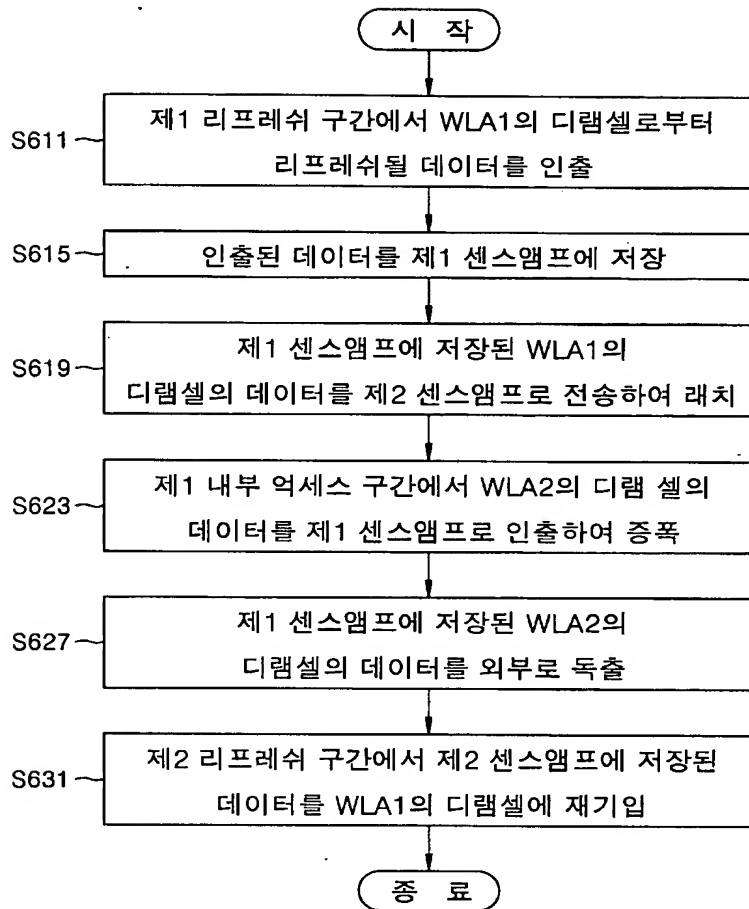 시 작
S611
제1 리프레쉬 구간에서 WLA1의 디램셀로부터
리프레쉬될 데이터를 인출
S615
인출된 데이터를 제1 센스앰프에 저장
S619
제1 센스앰프에 저장된 WLA1의
디램셀의 데이터를 제2 센스앰프로 전송하여 래치
S623
제1 내부 억세스 구간에서 WLA2의 디램 셀의
데이터를 제1 센스앰프로 인출하여 증폭
S627
제1 센스앰프에 저장된 WLA2의
디램셀의 데이터를 외부로 독출
S631
제2 리프레쉬 구간에서 제2 센스앰프에 저장된
데이터를 WLA1의 디램셀에 재기입
종 료